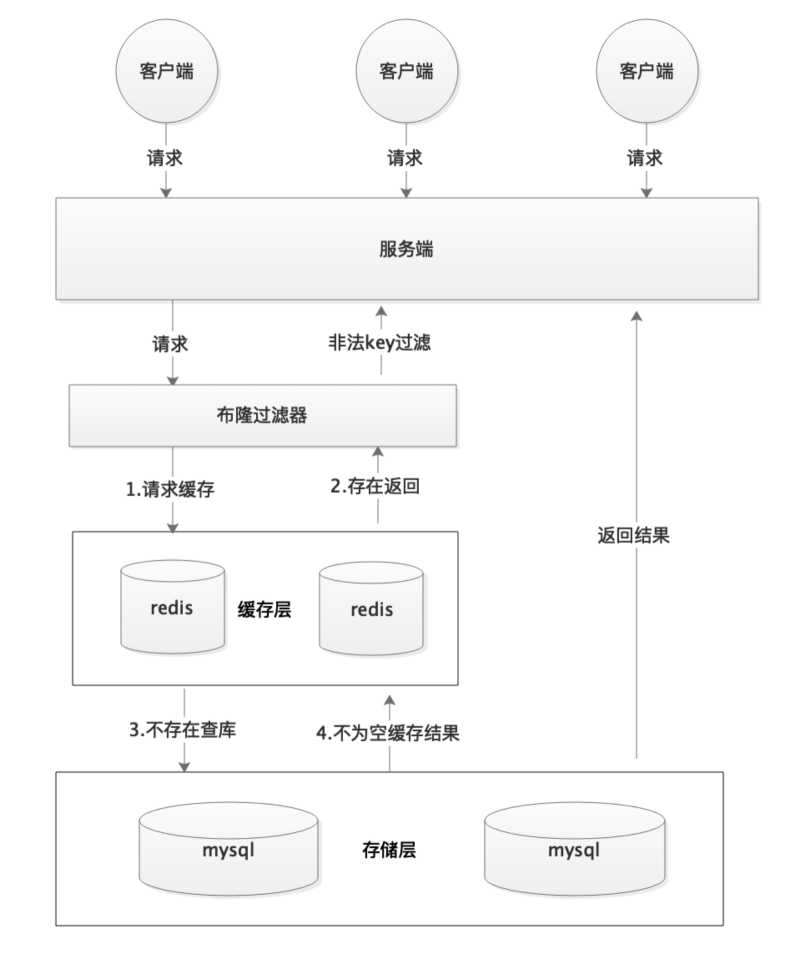 客户端
客户端
客户端
请求
请求
请求
服务端
请求
非法key过滤
布隆过滤器
1.请求缓存
2.存在返回
返回结果
redis
缓存层
redis
3.不存在查库
4.不为空缓存结果
mysql
存储层
mysql